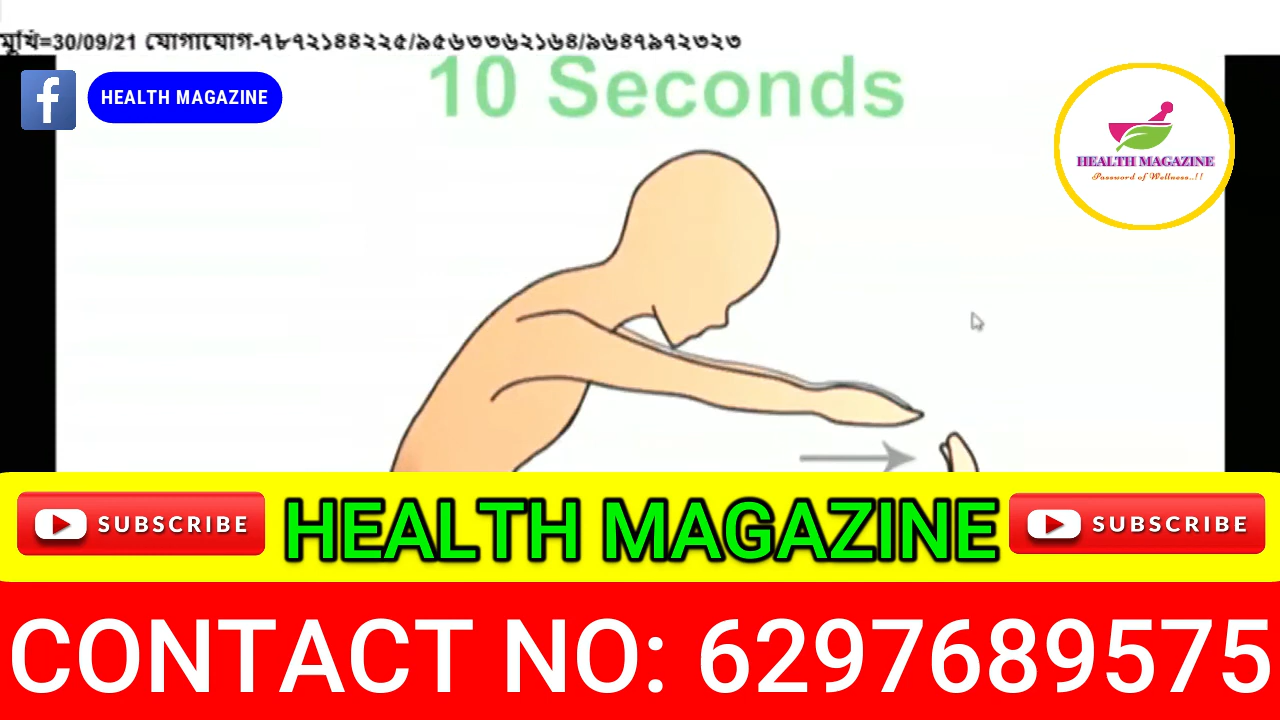 মুর্খি=30/09/21 যোগাযোগ-৭৮৭২১৪৪২২৫/৯৫৬৩৩৬২১৬৪/৯৬৪৭৯৭২৩২৩
HEALTH MAGAZINE
10 Seconds
HEALTH MAGAZINE
Password of Wellness..!!
SUBSCRIBE
HEALTH MAGAZINE
SUBSCRIBE
CONTACT NO: 6297689575